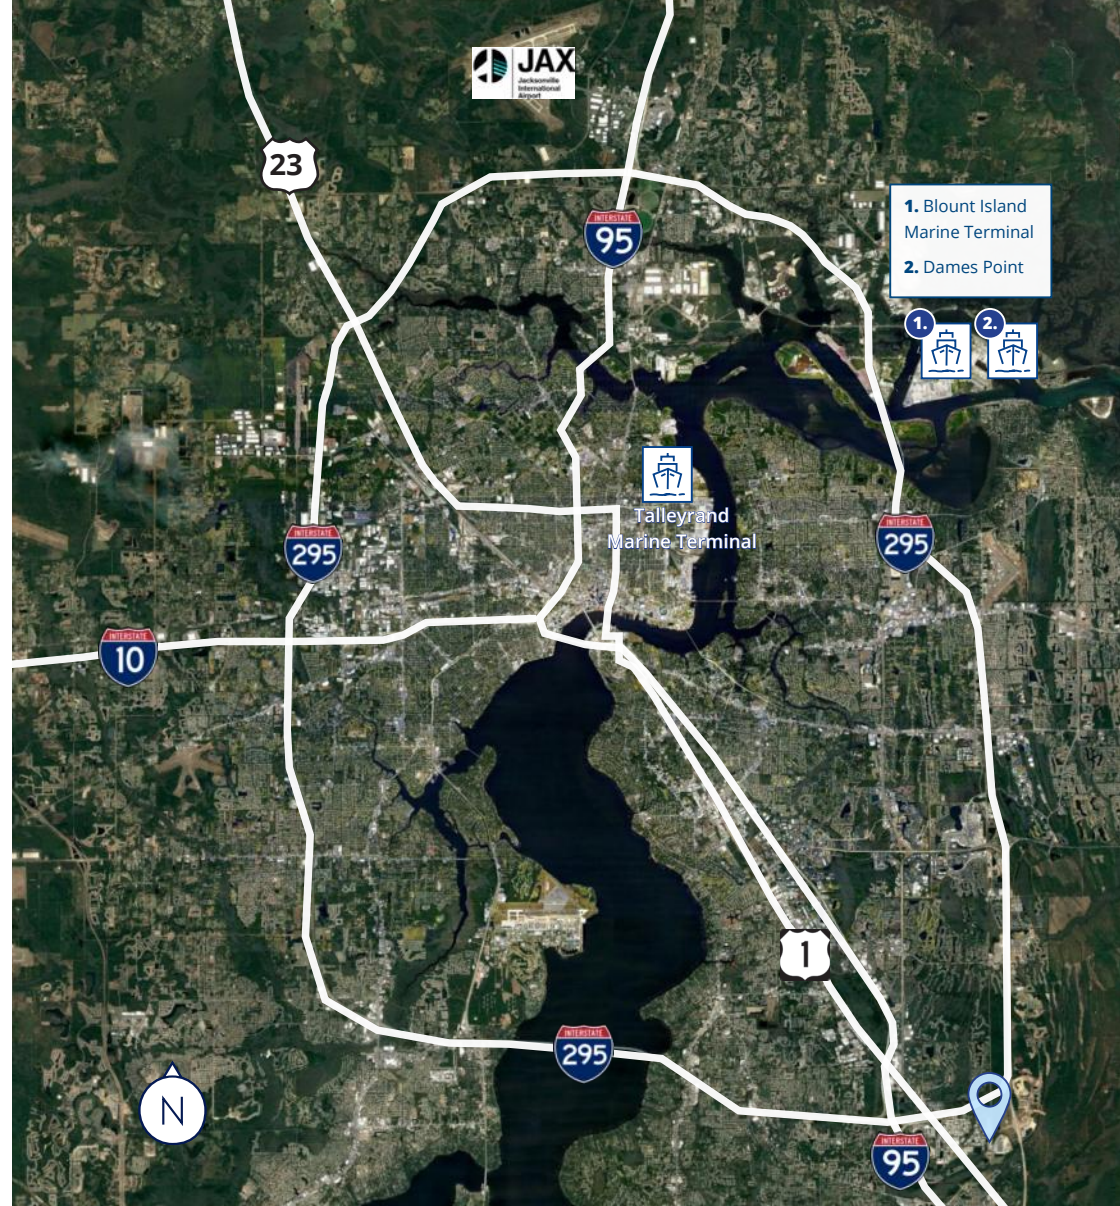 JAX
Jacksonville
International
Airport
23
INTERSTATE
95
1. Blount Island
Marine Terminal
2. Dames Point
1.
2.
Talleyrand
Marine Terminal
INTERSTATE
295
INTERSTATE
295
INTERSTATE
10
1
INTERSTATE
295
N
INTERSTATE
95